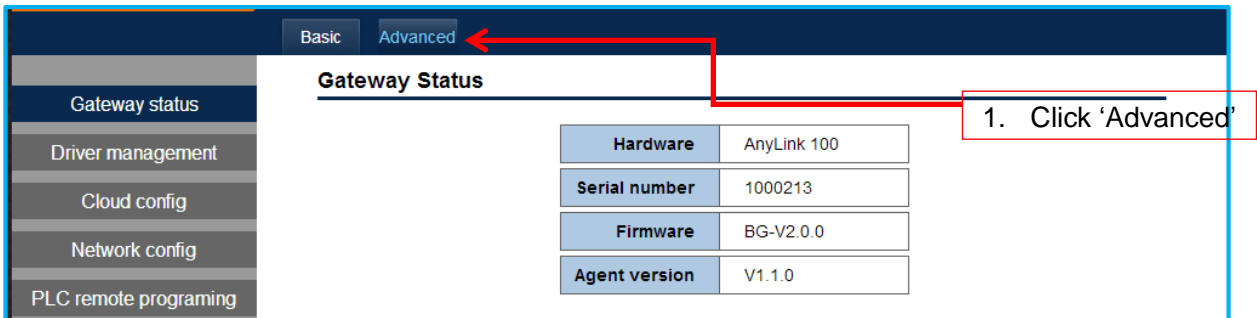 Basic Advanced
Gateway Status
Gateway status
1. Click ‘Advanced’
Hardware AnyLink 100
Driver management
Serial number 1000213
Cloud config
Firmware BG-V2.0.0
Network config
Agent version V1.1.0
PLC remote programing